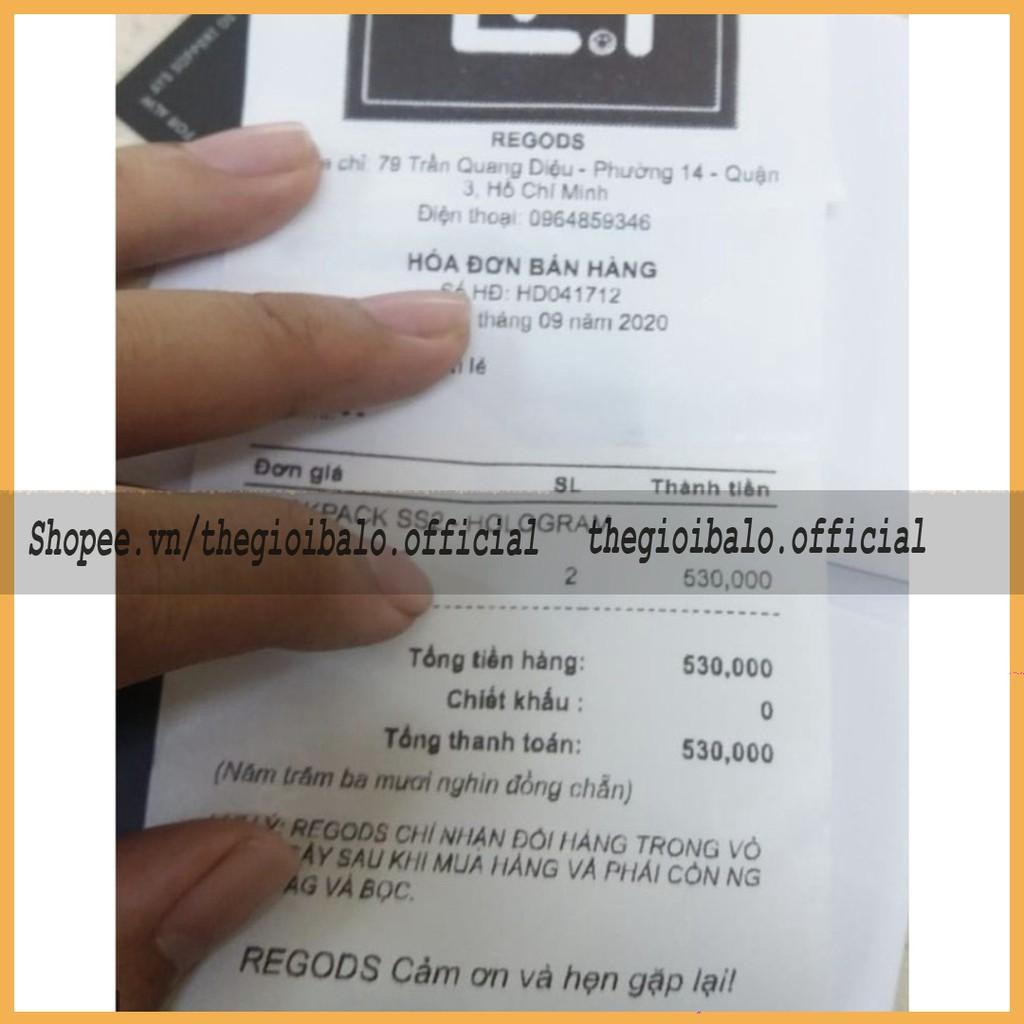 REGODS
chỉ: 79 Trần Quang Diệu - Phường 14 - Quận
3, Hồ Chí Minh
Điện thoại: 0964859346
HÓA ĐƠN BÁN HÀNG
Số HĐ: HD041712
tháng 09 năm 2020
lẻ
Đơn giá SL Thành tiền
HOLOGRAM
Shopee.vn/thegioibalo.official thegioibalo.official
2 530,000
Tổng tiền hàng: 530,000
Chiết khấu : 0
Tổng thanh toán: 530,000
(Năm trăm ba mươi nghìn đồng chẵn)
REGODS CHỈ NHẬN ĐỔI HÀNG TRONG VÒ
SAU KHI MUA HÀNG VÀ PHẢI CÒN NG
VÀ BỌC.
REGODS Cảm ơn và hẹn gặp lại!